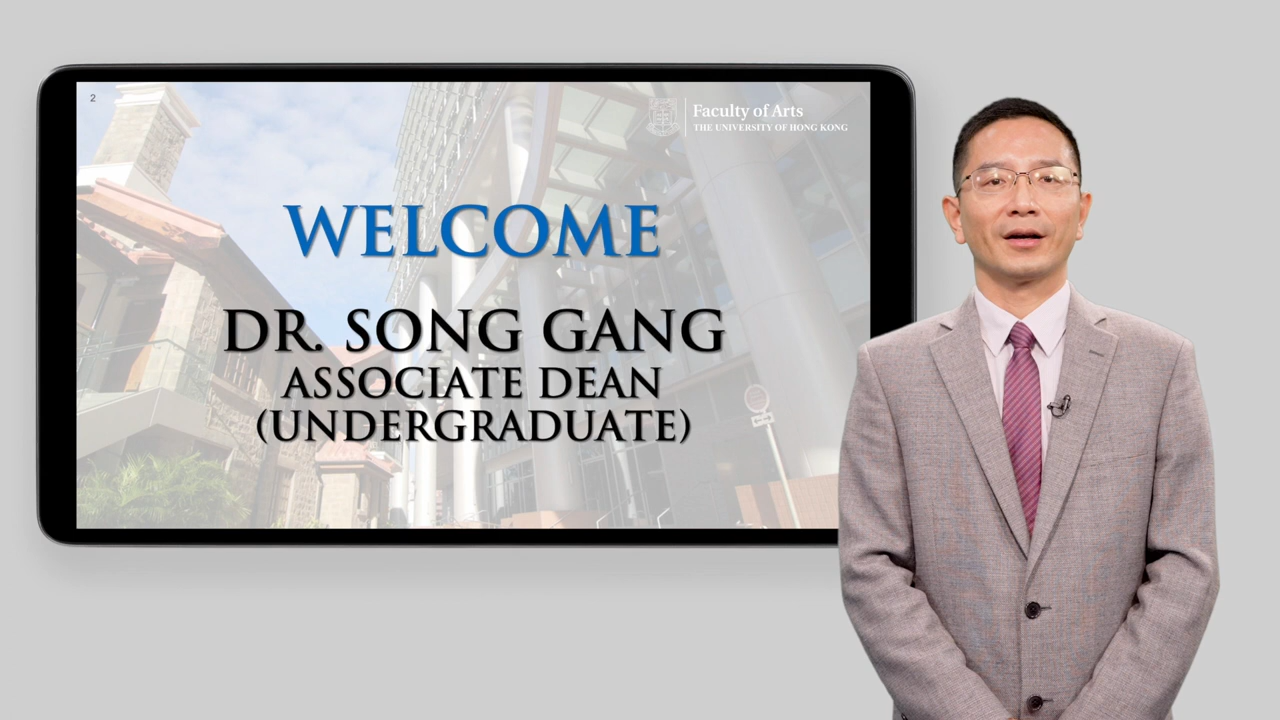 2
Faculty of Arts
THE UNIVERSITY OF HONG KONG
WELCOME
DR. SONG GANG
ASSOCIATE DEAN
(UNDERGRADUATE)